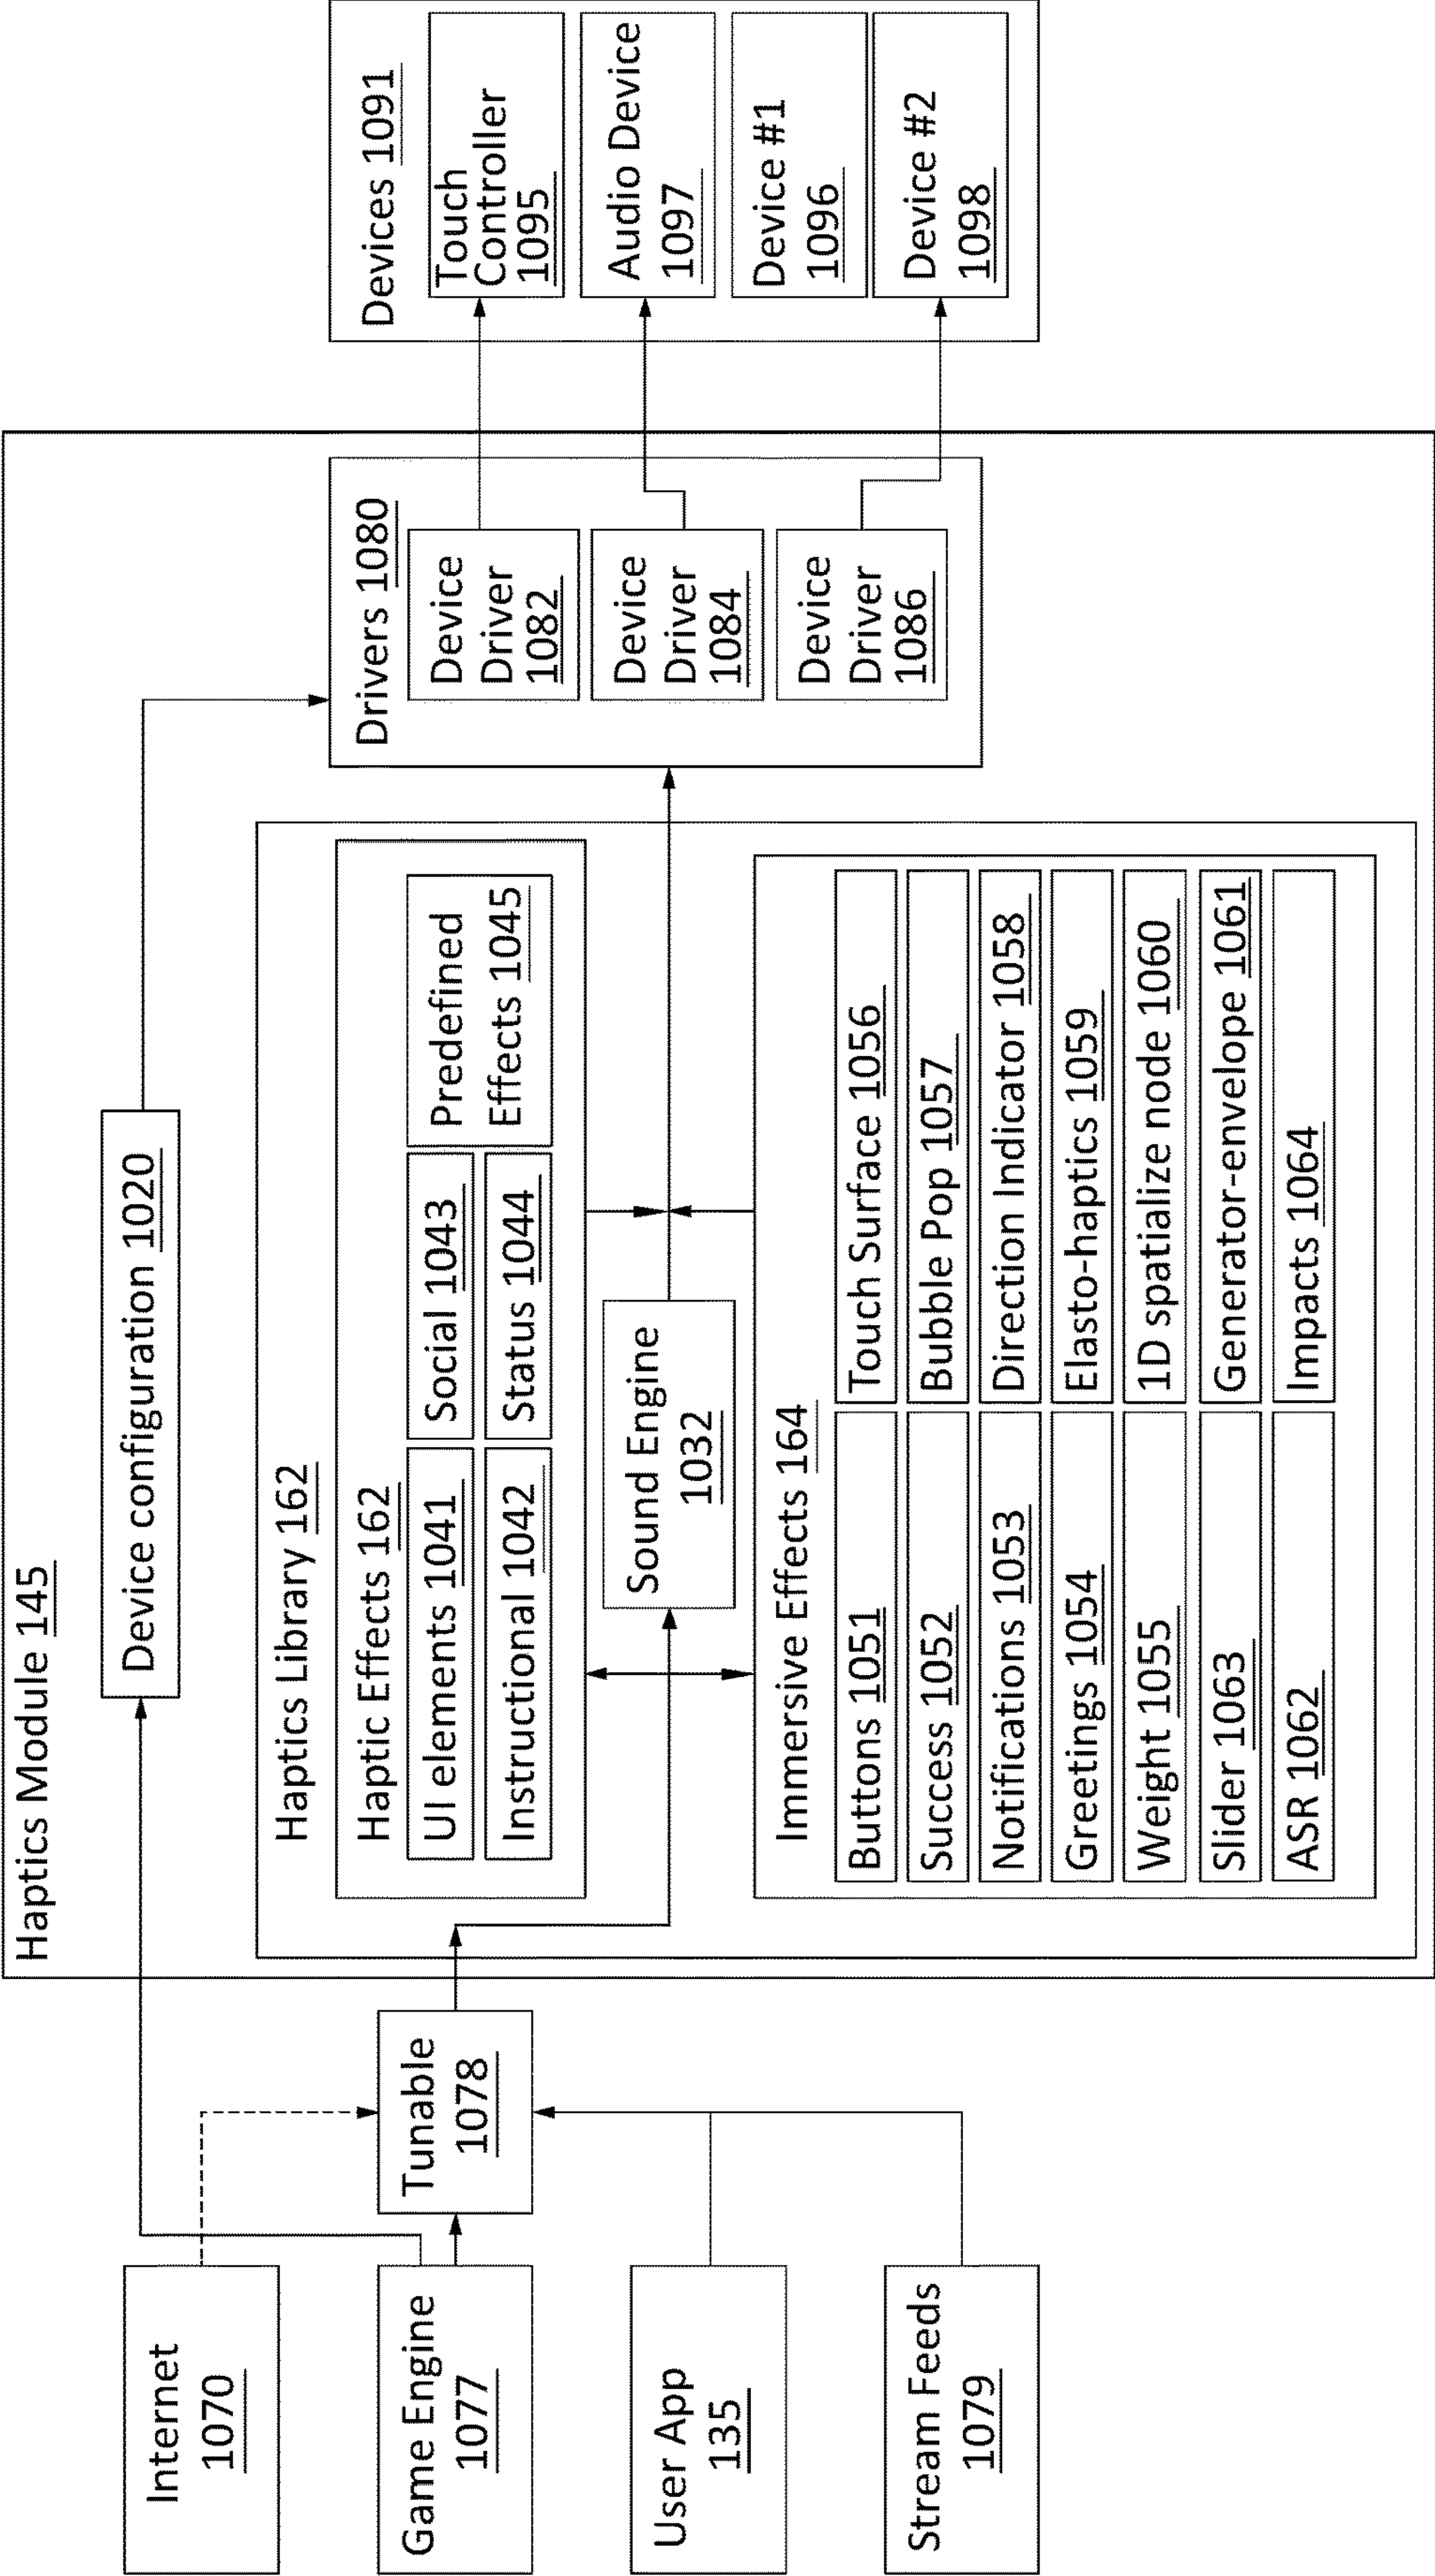 Haptics Module 145
Device configuration 1020
Internet
1070
Game Engine
1077
User App
135
Stream Feeds
1079
Tunable
1078
Haptics Library 162
Haptic Effects 162
UI elements 1041
Social 1043
Instructional 1042
Status 1044
Predefined
Effects 1045
Sound Engine
1032
Immersive Effects 164
Buttons 1051
Touch Surface 1056
Success 1052
Bubble Pop 1057
Notifications 1053
Direction Indicator 1058
Greetings 1054
Elasto-haptics 1059
Weight 1055
1D spatialize node 1060
Slider 1063
Generator-envelope 1061
ASR 1062
Impacts 1064
Drivers 1080
Device
Driver
1082
Device
Driver
1084
Device
Driver
1086
Devices 1091
Touch
Controller
1095
Audio Device
1097
Device #1
1096
Device #2
1098